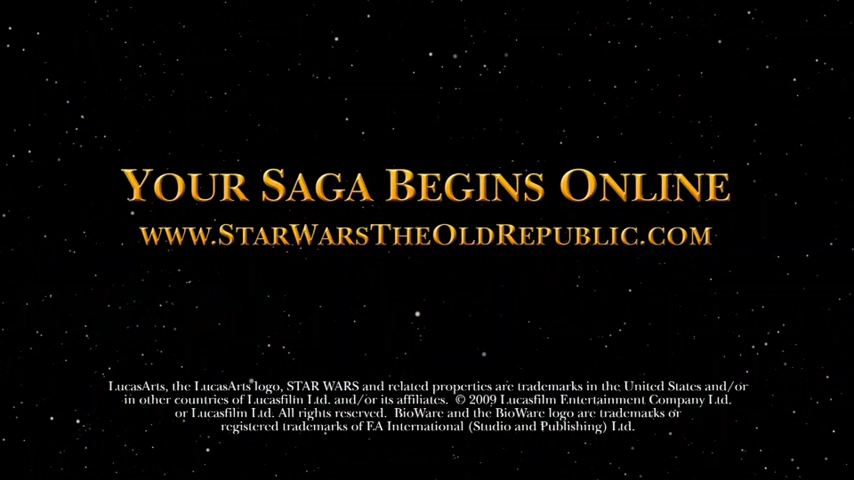 YOUR SAGA BEGINS ONLINE
WWW.STARWARSTHEOLDREPUBLIC.COM
LucasArts, the LucasArts logo, STAR WARS and related properties are trademarks in the United States and/or
in other countries of Lucasfilm Ltd. and/or its affiliates. © 2009 Lucasfilm Entertainment Company Ltd.
or Lucasfilm Ltd. All rights reserved. BioWare and the BioWare logo are trademarks or
registered trademarks of EA International (Studio and Publishing) Ltd.